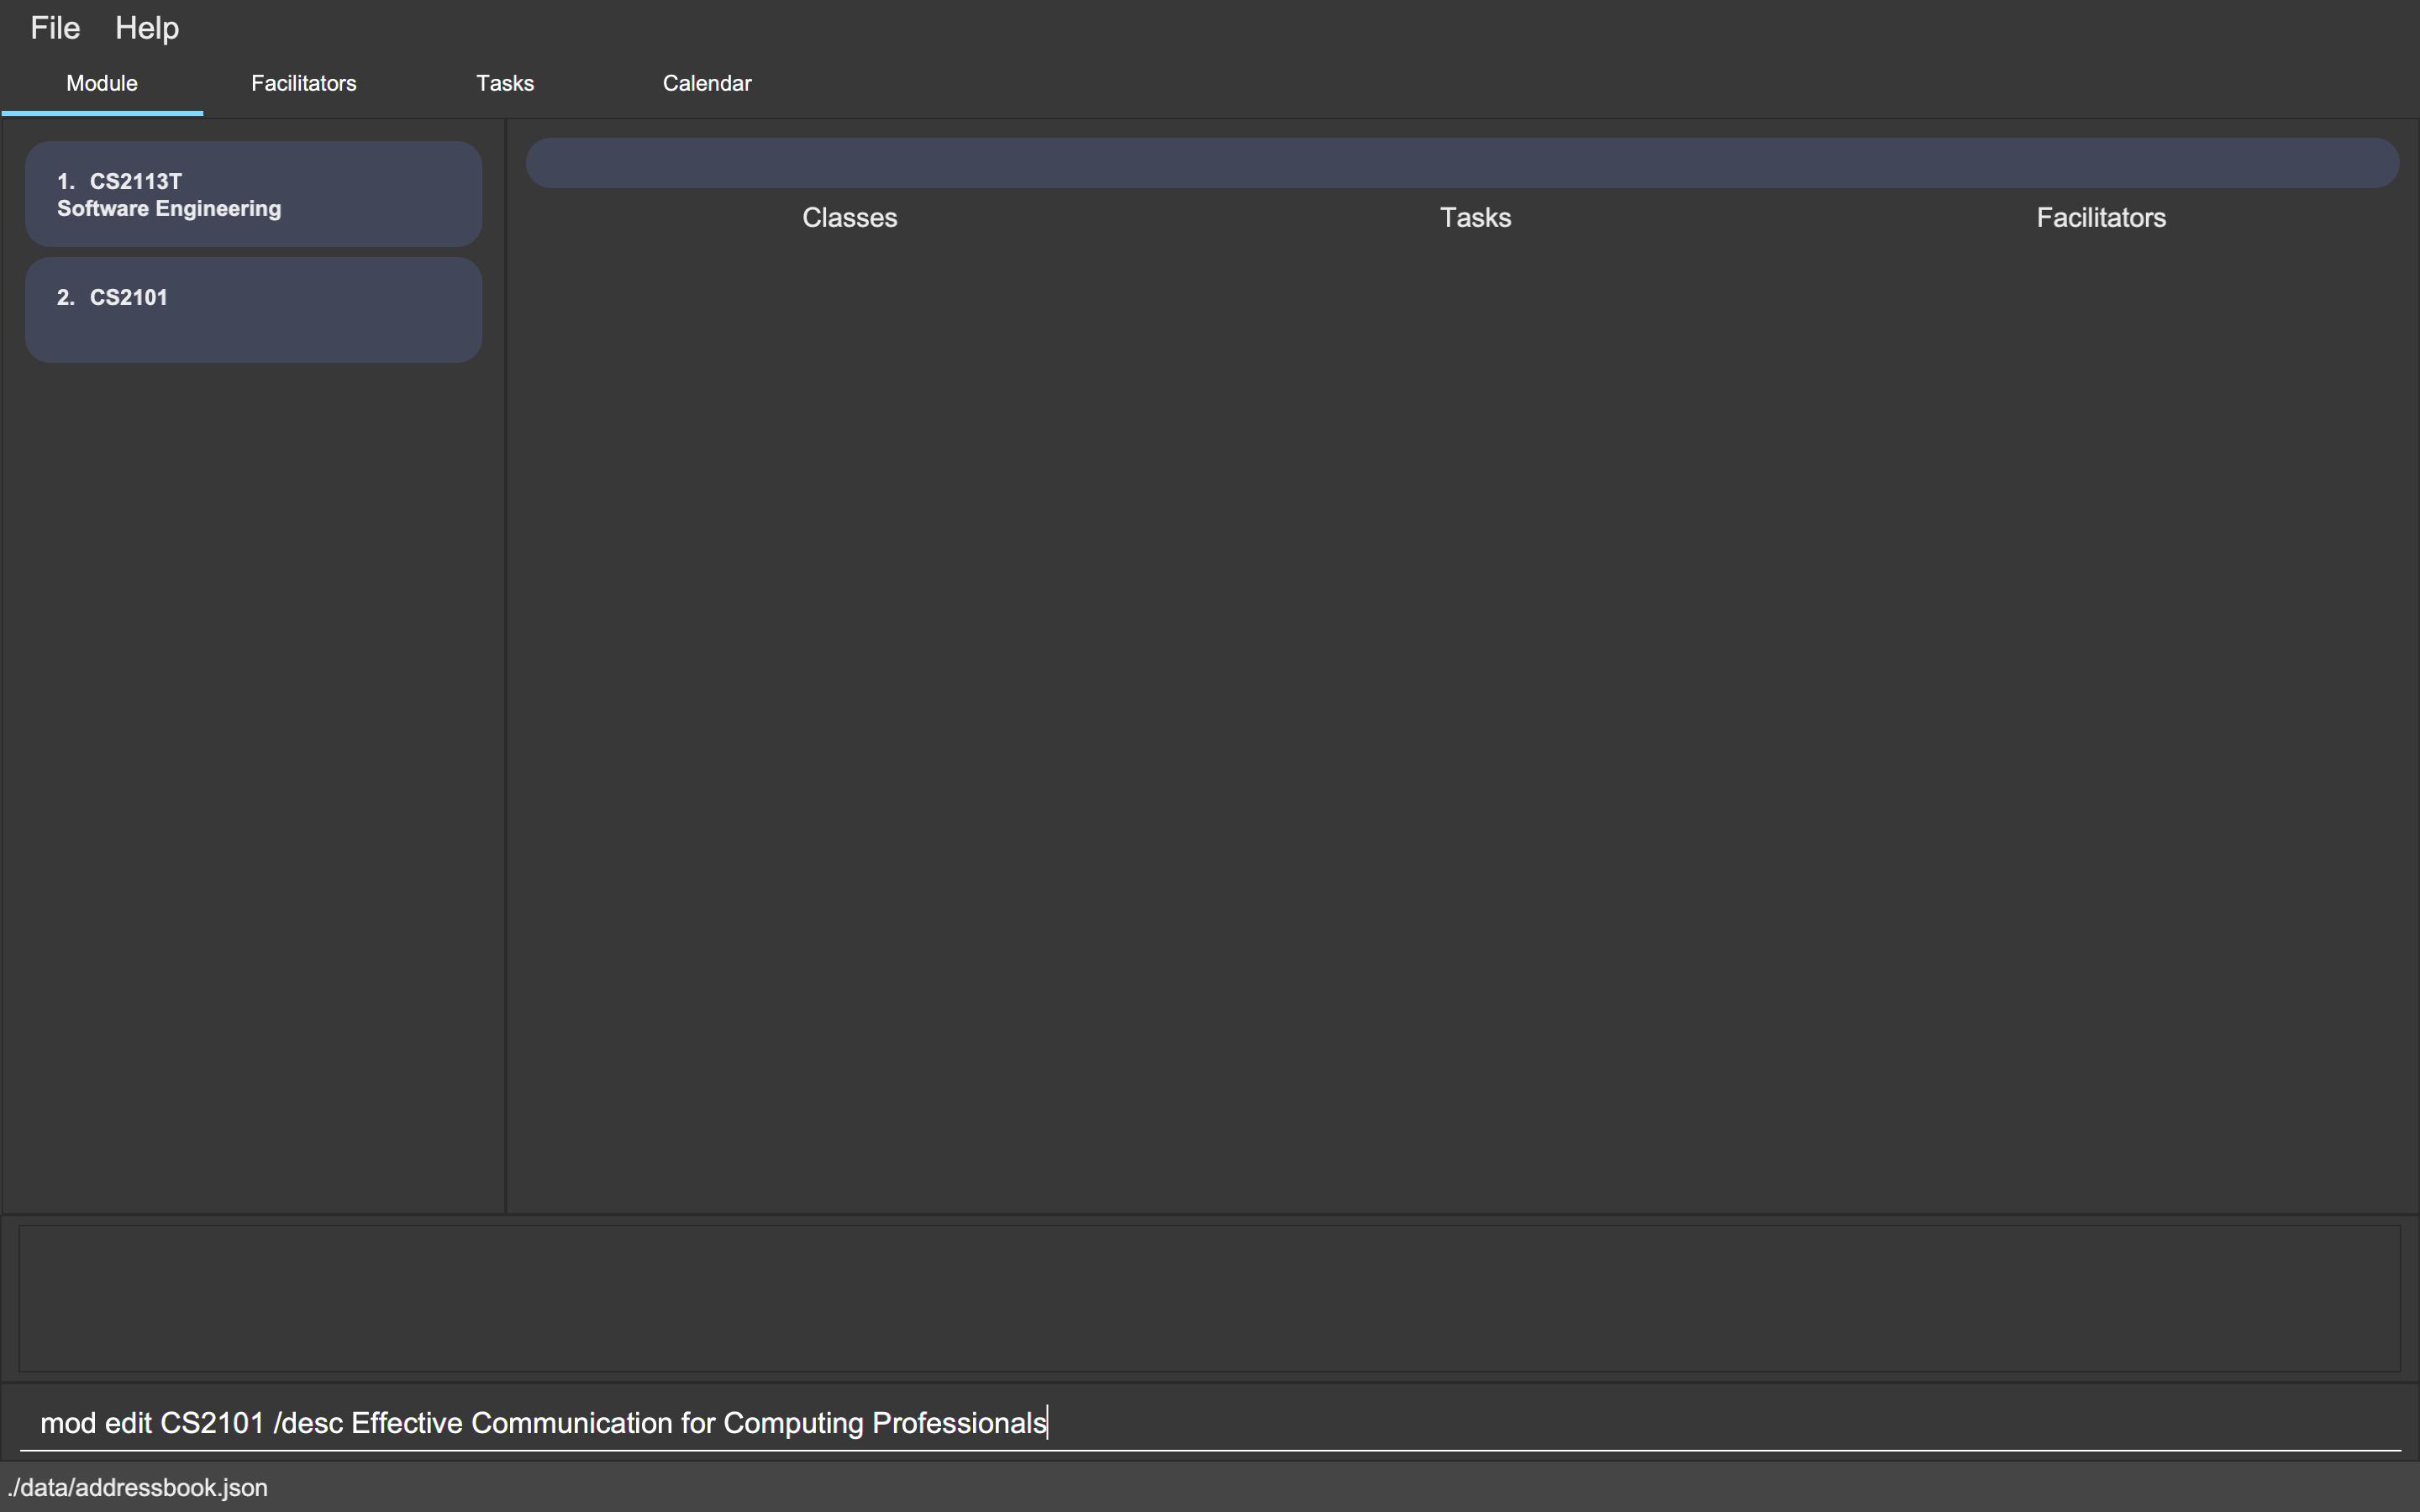 File Help
Module Facilitators Tasks Calendar
1. CS2113T
Software Engineering
2. CS2101
Classes Tasks Facilitators
mod edit CS2101 /desc Effective Communication for Computing Professionals
./data/addressbook.json